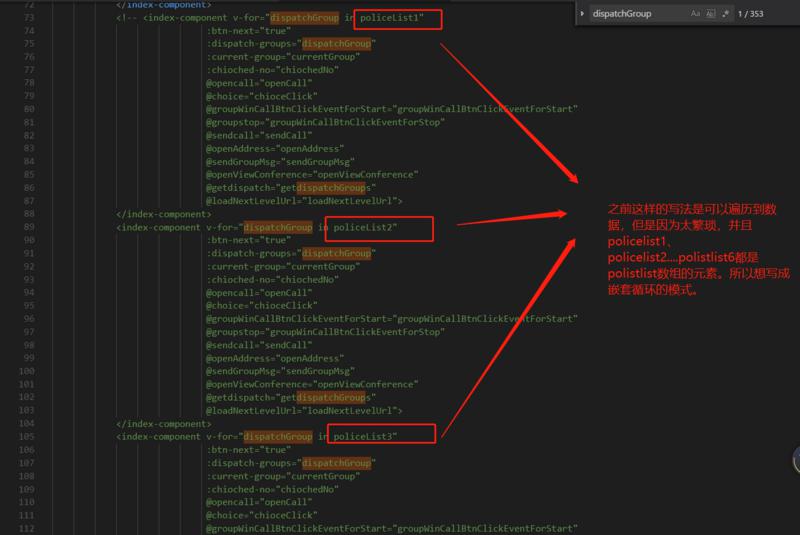 dispatchGroup Aa Ab| .* 1 / 353
72 </index-component>
73 <!-- <index-component v-for="dispatchGroup in policeList1"
74 :btn-next="true"
75 :dispatch-groups="dispatchGroup"
76 :current-group="currentGroup"
77 :chioched-no="chiochedNo"
78 @opencall="openCall"
79 @choice="chioceClick"
80 @groupWinCallBtnClickEventForStart="groupWinCallBtnClickEventForStart"
81 @groupstop="groupWinCallBtnClickEventForStop"
82 @sendcall="sendCall"
83 @openAddress="openAddress"
84 @sendGroupMsg="sendGroupMsg"
85 @openViewConference="openViewConference"
86 @getdispatch="getdispatchGroups"
87 @loadNextLevelUrl="loadNextLevelUrl">
88 </index-component>
89 <index-component v-for="dispatchGroup in policeList2"
90 :btn-next="true"
91 :dispatch-groups="dispatchGroup"
92 :current-group="currentGroup"
93 :chioched-no="chiochedNo"
94 @opencall="openCall"
95 @choice="chioceClick"
96 @groupWinCallBtnClickEventForStart="groupWinCallBtnClickEventForStart"
97 @groupstop="groupWinCallBtnClickEventForStop"
98 @sendcall="sendCall"
99 @openAddress="openAddress"
100 @sendGroupMsg="sendGroupMsg"
101 @openViewConference="openViewConference"
102 @getdispatch="getdispatchGroups"
103 @loadNextLevelUrl="loadNextLevelUrl">
104 </index-component>
105 <index-component v-for="dispatchGroup in policeList3"
106 :btn-next="true"
107 :dispatch-groups="dispatchGroup"
108 :current-group="currentGroup"
109 :chioched-no="chiochedNo"
110 @opencall="openCall"
111 @choice="chioceClick"
112 @groupWinCallBtnClickEventForStart="groupWinCallBtnClickEventForStart"
之前这样的写法是可以遍历到数
据，但是因为太繁琐，并且
policelist1、
policelist2....polistlist6都是
polistlist数组的元素。所以想写成
嵌套循环的模式。